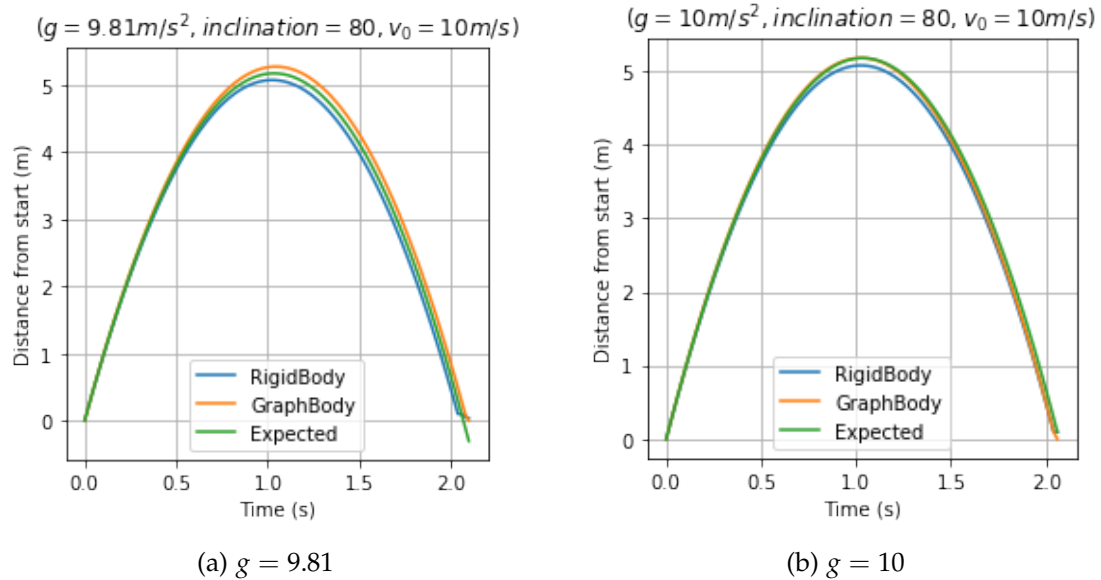 (g = 9.81m/s², inclination = 80, v₀ = 10m/s)
5
4
3
2
1
0
Distance from start (m)
RigidBody
GraphBody
Expected
0.0 0.5 1.0 1.5 2.0
Time (s)
(a) g = 9.81
(g = 10m/s², inclination = 80, v₀ = 10m/s)
5
4
3
2
1
0
Distance from start (m)
RigidBody
GraphBody
Expected
0.0 0.5 1.0 1.5 2.0
Time (s)
(b) g = 10